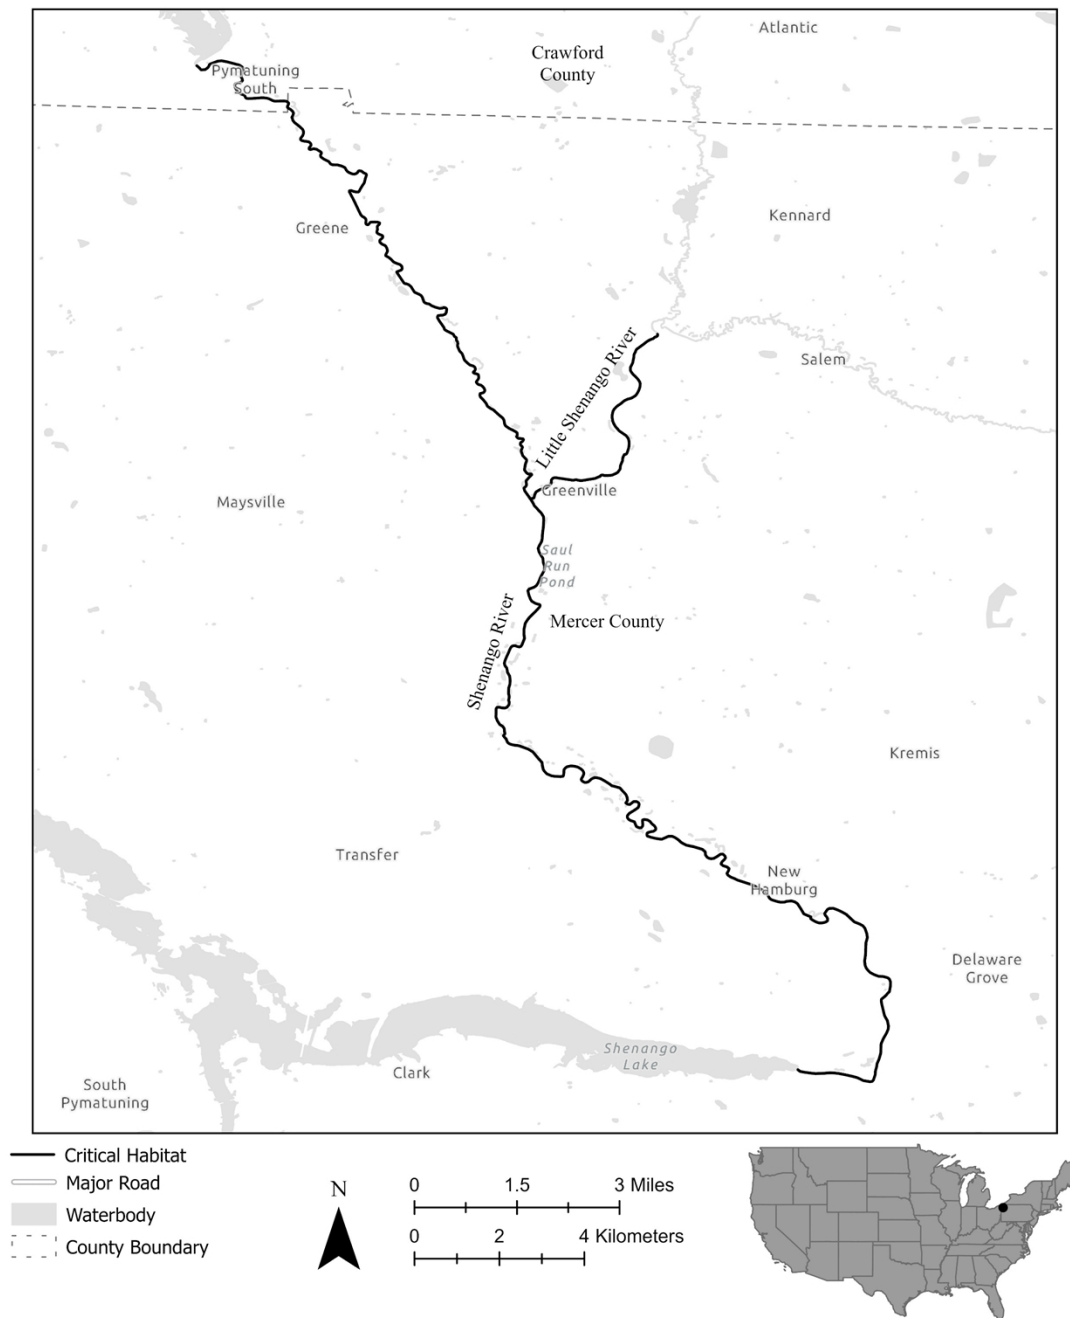 Atlantic
Crawford
County
Pymatuning
South
Kennard
Greene
Little Shenango River
Salem
Greenville
Maysville
Saul
Run
Pond
Shenango River
Mercer County
Kremis
Transfer
New
Hamburg
Delaware
Grove
Shenango
Lake
Clark
South
Pymatuning
Critical Habitat
Major Road
Waterbody
County Boundary
N
0 1.5 3 Miles
0 2 4 Kilometers